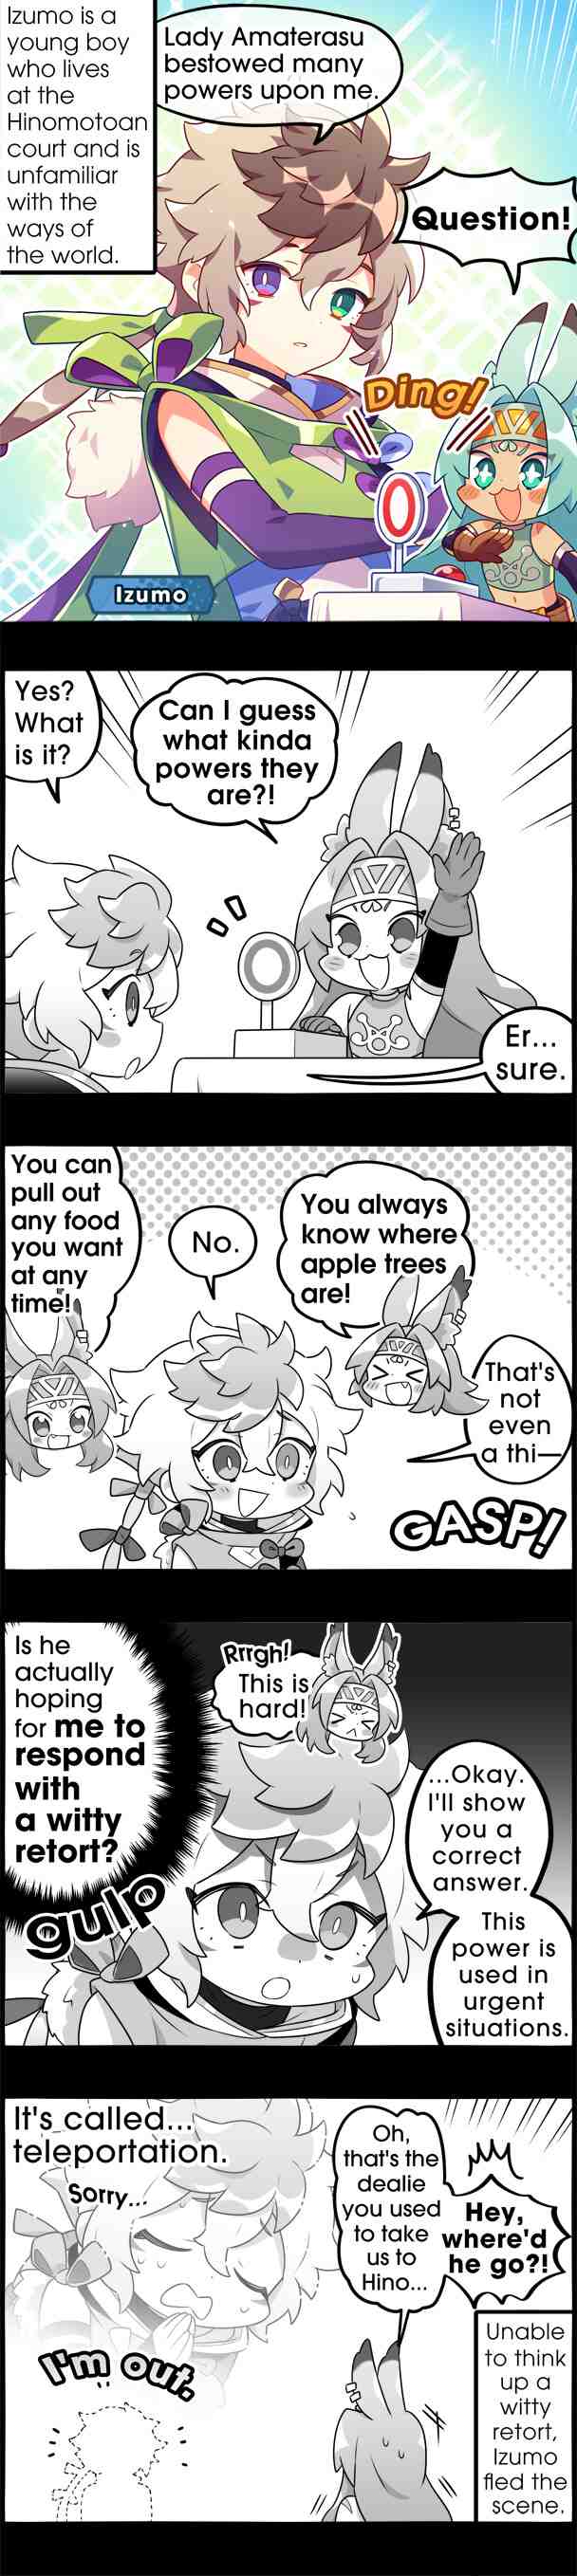 Izumo is a
young boy
who lives
at the
Hinomotoan
court and is
unfamiliar
with the
ways of
the world.
Lady Amaterasu
bestowed many
powers upon me.
Question!
Ding!
Izumo
Yes?
What
is it?
Can I guess
what kinda
powers they
are?!
Er...
sure.
You can
pull out
any food
you want
at any
time!
No.
You always
know where
apple trees
are!
That's
not
even
a thi—
GASP!
Is he
actually
hoping
for me to
respond
with
a witty
retort?
gulp
Rrrgh!
This is
hard!
...Okay.
I'll show
you a
correct
answer.
This
power is
used in
urgent
situations.
It's called...
teleportation.
Sorry...
I'm out.
Oh,
that's the
dealie
you used
to take
us to
Hino...
Hey,
where'd
he go?!
Unable
to think
up a
witty
retort,
Izumo
fled the
scene.